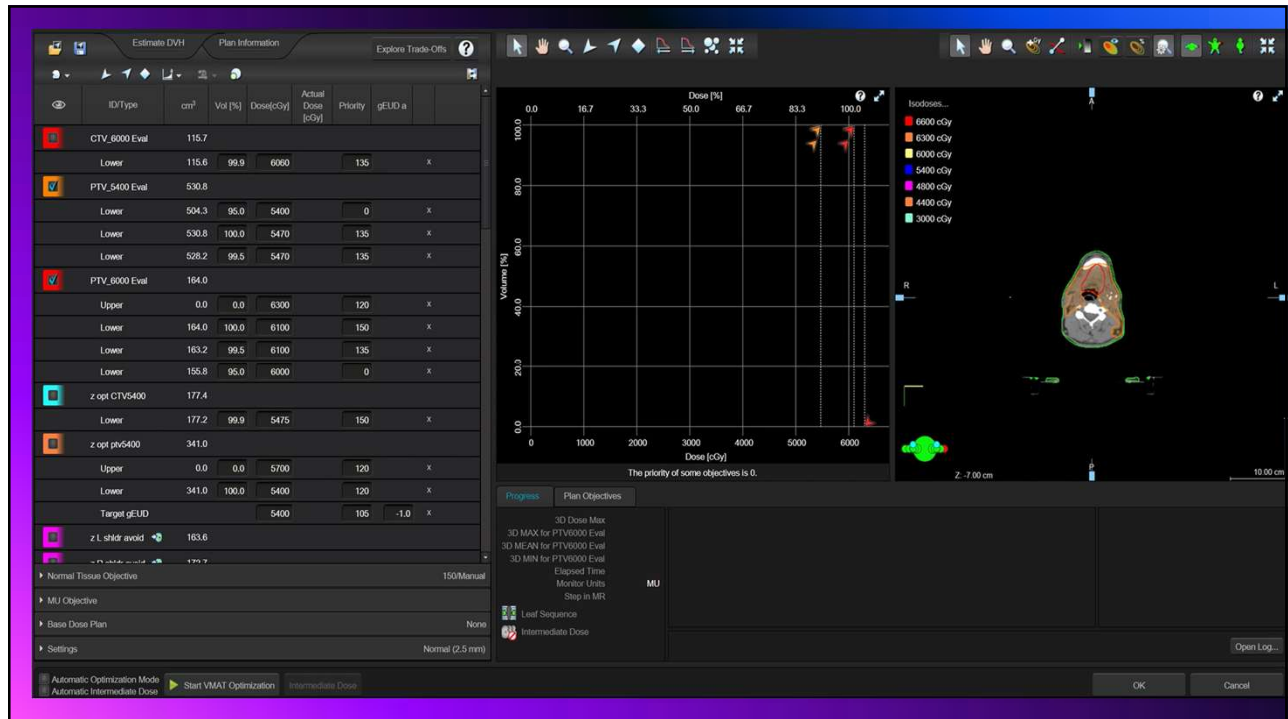 Estimate DVH Plan Information Explore Trade-Offs ?
ID/Type cm³ Vol [%] Dose[cGy] Actual Dose [cGy] Priority gEUD a
CTV_6000 Eval 115.7
Lower 115.6 99.9 6060 135 x
PTV_5400 Eval 530.8
Lower 504.3 95.0 5400 0 x
Lower 530.8 100.0 5470 135 x
Lower 528.2 99.5 5470 135 x
PTV_6000 Eval 164.0
Upper 0.0 0.0 6300 120 x
Lower 164.0 100.0 6100 150 x
Lower 163.2 99.5 6100 135 x
Lower 155.8 95.0 6000 0 x
z opt CTV5400 177.4
Lower 177.2 99.9 5475 150 x
z opt ptv5400 341.0
Upper 0.0 0.0 5700 120 x
Lower 341.0 100.0 5400 120 x
Target gEUD 5400 105 -1.0 x
z L shldr avoid 163.6
Normal Tissue Objective 150/Manual
MU Objective
Base Dose Plan None
Settings Normal (2.5 mm)
Automatic Optimization Mode
Automatic Intermediate Dose
Start VMAT Optimization Intermediate Dose
Dose [%] ?
0.0 16.7 33.3 50.0 66.7 83.3 100.0
Volume [%]
100.0
80.0
60.0
40.0
20.0
0.0
0 1000 2000 3000 4000 5000 6000
Dose [cGy]
The priority of some objectives is 0.
Isodoses...
6600 cGy
6300 cGy
6000 cGy
5400 cGy
4800 cGy
4400 cGy
3000 cGy
A ?
R L
P
Z: -7.00 cm 10.00 cm
Progress Plan Objectives
3D Dose Max
3D MAX for PTV6000 Eval
3D MEAN for PTV6000 Eval
3D MIN for PTV6000 Eval
Elapsed Time
Monitor Units MU
Step in MR
Leaf Sequence
Intermediate Dose
Open Log...
OK Cancel